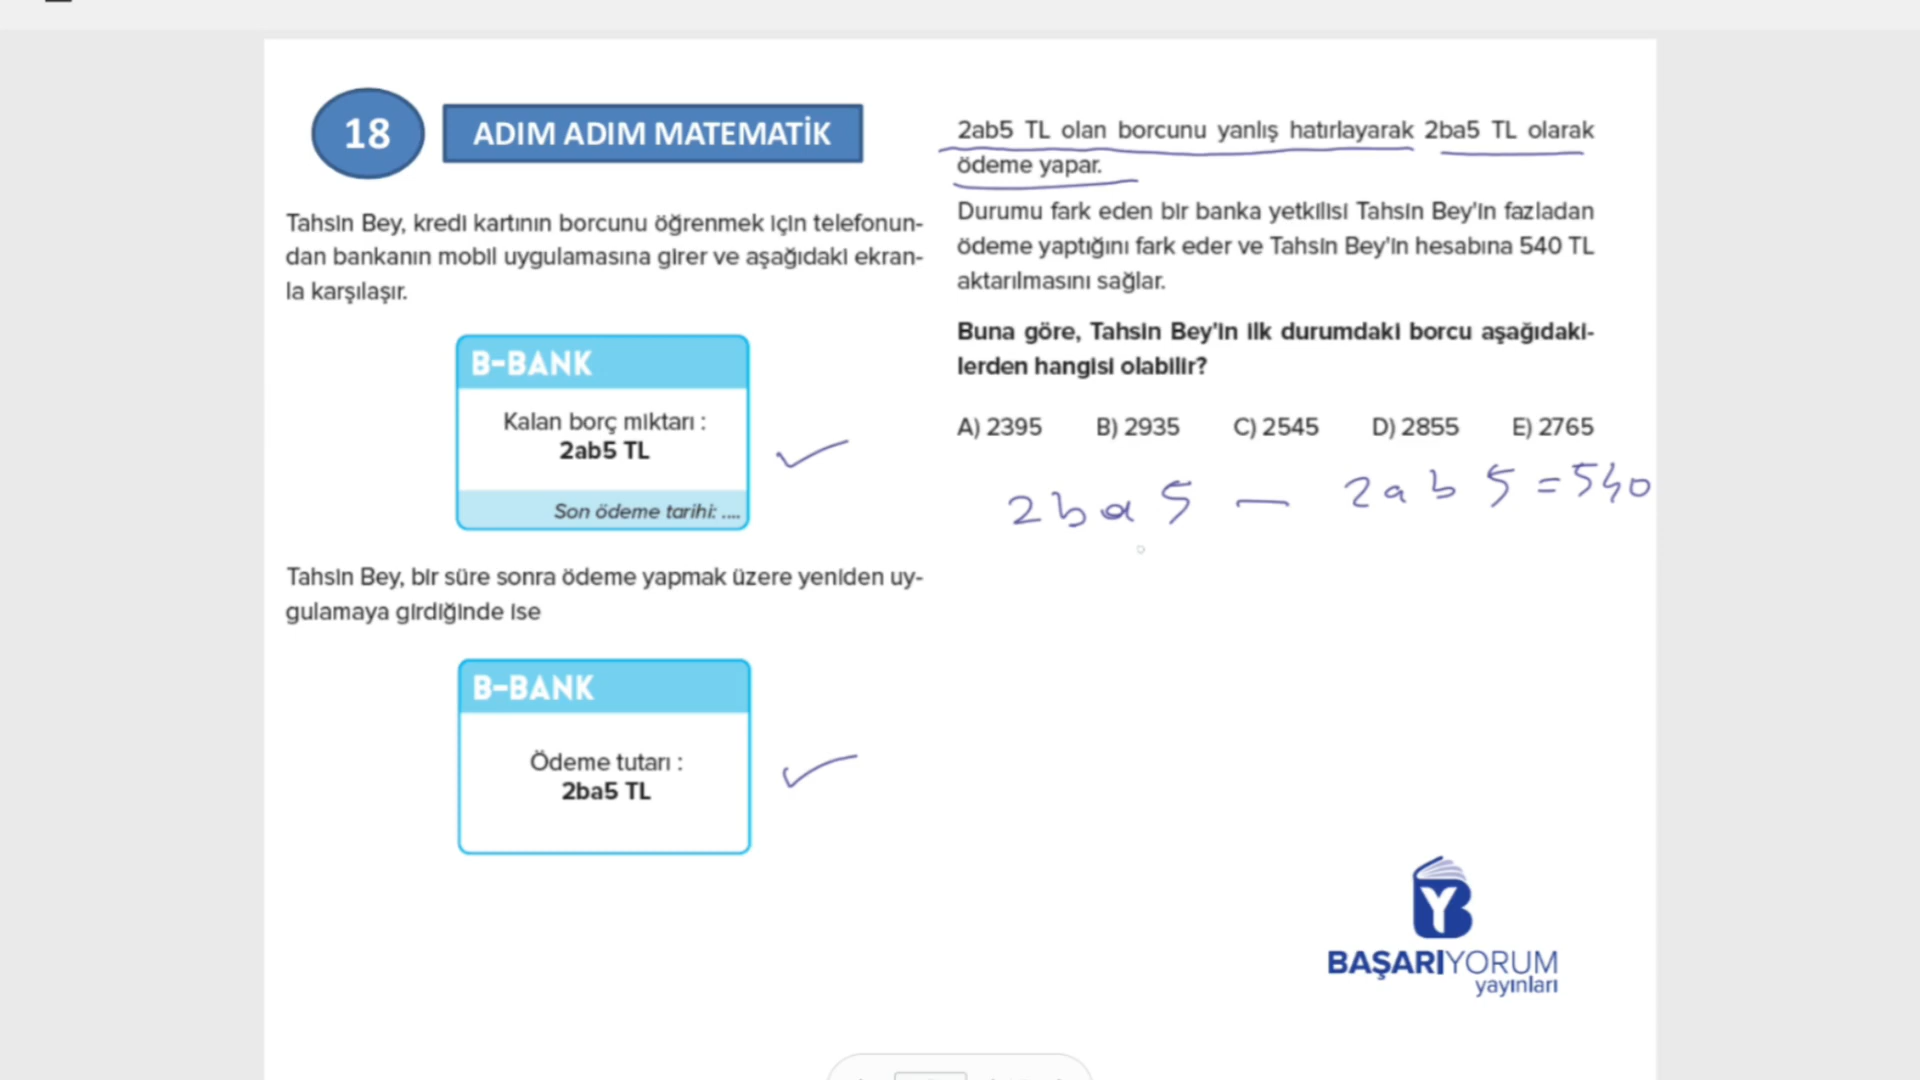 18
ADIM ADIM MATEMATİK
Tahsin Bey, kredi kartının borcunu öğrenmek için telefonun-
dan bankanın mobil uygulamasına girer ve aşağıdaki ekran-
la karşılaşır.
B-BANK
Kalan borç miktarı :
2ab5 TL
Son ödeme tarihi: ....
Tahsin Bey, bir süre sonra ödeme yapmak üzere yeniden uy-
gulamaya girdiğinde ise
B-BANK
Ödeme tutarı :
2ba5 TL
2ab5 TL olan borcunu yanlış hatırlayarak 2ba5 TL olarak
ödeme yapar.
Durumu fark eden bir banka yetkilisi Tahsin Bey'in fazladan
ödeme yaptığını fark eder ve Tahsin Bey'in hesabına 540 TL
aktarılmasını sağlar.
Buna göre, Tahsin Bey'in ilk durumdaki borcu aşağıdaki-
lerden hangisi olabilir?
A) 2395 B) 2935 C) 2545 D) 2855 E) 2765
2ba5 - 2ab5 = 540
BAŞARIYORUM
yayınları